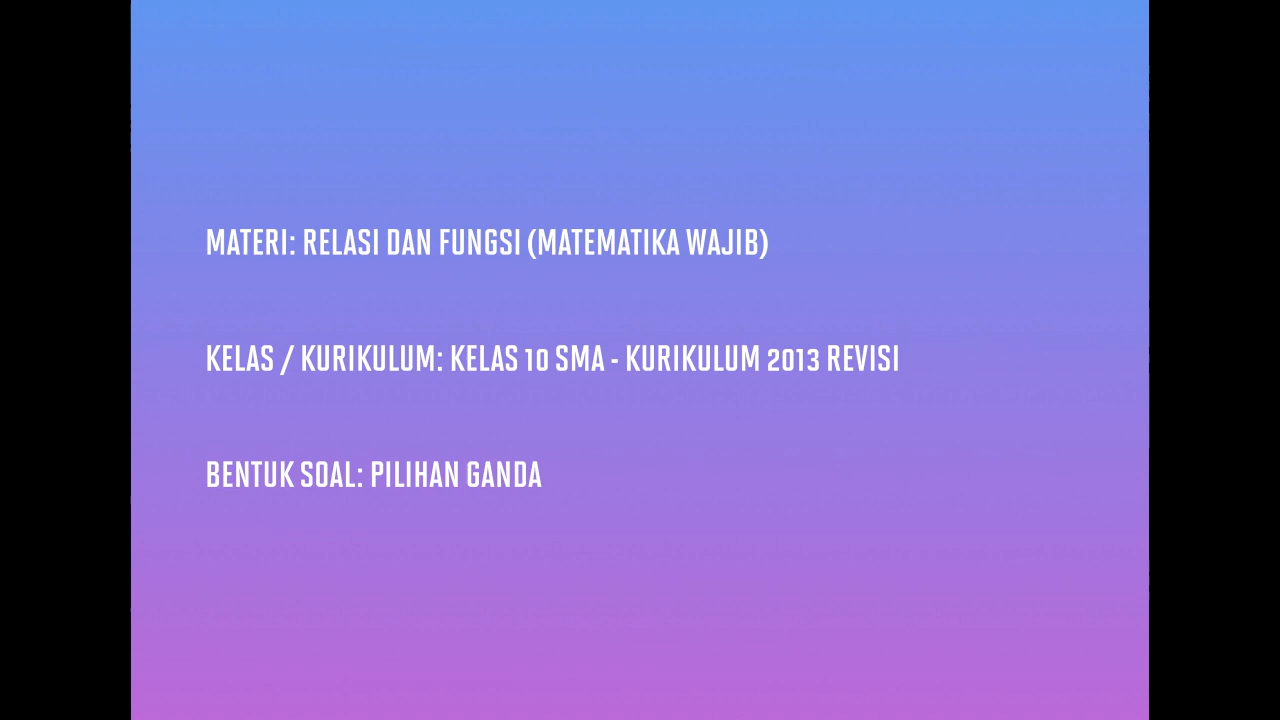 MATERI: RELASI DAN FUNGSI (MATEMATIKA WAJIB)
KELAS / KURIKULUM: KELAS 10 SMA - KURIKULUM 2013 REVISI
BENTUK SOAL: PILIHAN GANDA